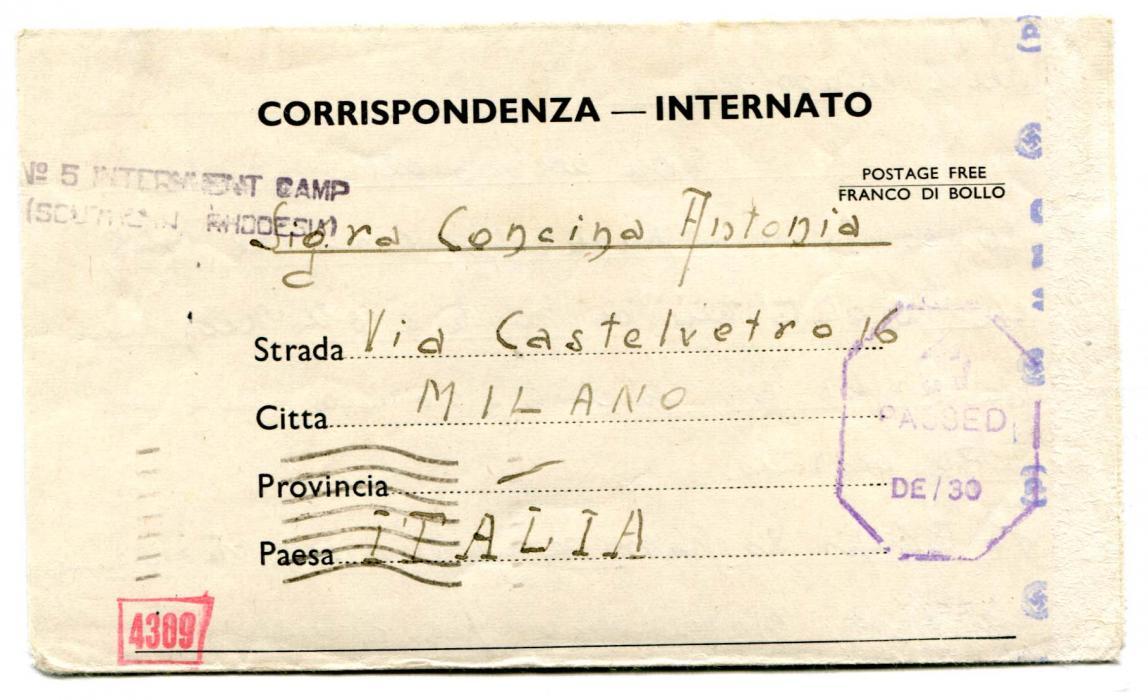 CORRISPONDENZA — INTERNATO
Nº 5 INTERNMENT CAMP
(SOUTHERN RHODESIA)
POSTAGE FREE
FRANCO DI BOLLO
Sig.ra Concina Antonia
Strada Via Castelvetro 16
Citta MILANO
PASSED
Provincia —
DE/30
Paesa ITALIA
4309